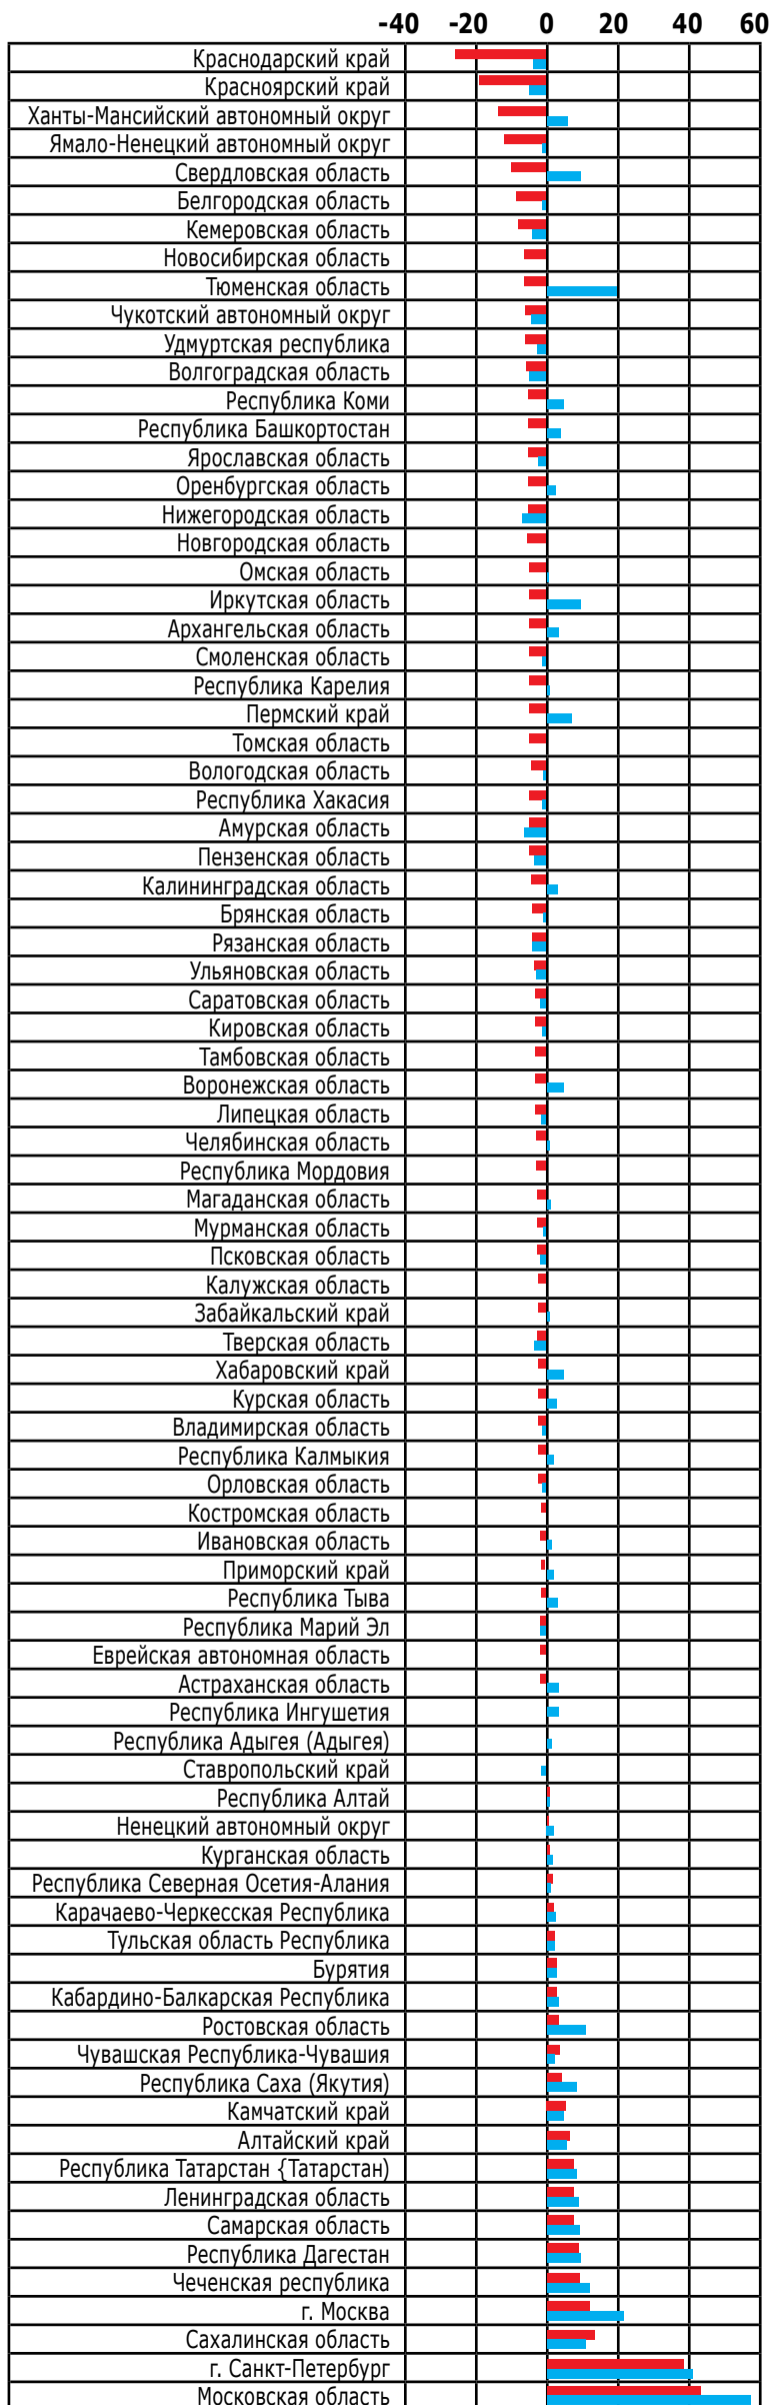 -40 -20 0 20 40 60
Краснодарский край
Красноярский край
Ханты-Мансийский автономный округ
Ямало-Ненецкий автономный округ
Свердловская область
Белгородская область
Кемеровская область
Новосибирская область
Тюменская область
Чукотский автономный округ
Удмуртская республика
Волгоградская область
Республика Коми
Республика Башкортостан
Ярославская область
Оренбургская область
Нижегородская область
Новгородская область
Омская область
Иркутская область
Архангельская область
Смоленская область
Республика Карелия
Пермский край
Томская область
Вологодская область
Республика Хакасия
Амурская область
Пензенская область
Калининградская область
Брянская область
Рязанская область
Ульяновская область
Саратовская область
Кировская область
Тамбовская область
Воронежская область
Липецкая область
Челябинская область
Республика Мордовия
Магаданская область
Мурманская область
Псковская область
Калужская область
Забайкальский край
Тверская область
Хабаровский край
Курская область
Владимирская область
Республика Калмыкия
Орловская область
Костромская область
Ивановская область
Приморский край
Республика Тыва
Республика Марий Эл
Еврейская автономная область
Астраханская область
Республика Ингушетия
Республика Адыгея (Адыгея)
Ставропольский край
Республика Алтай
Ненецкий автономный округ
Курганская область
Республика Северная Осетия-Алания
Карачаево-Черкесская Республика
Тульская область Республика
Бурятия
Кабардино-Балкарская Республика
Ростовская область
Чувашская Республика-Чувашия
Республика Саха (Якутия)
Камчатский край
Алтайский край
Республика Татарстан {Татарстан)
Ленинградская область
Самарская область
Республика Дагестан
Чеченская республика
г. Москва
Сахалинская область
г. Санкт-Петербург
Московская область